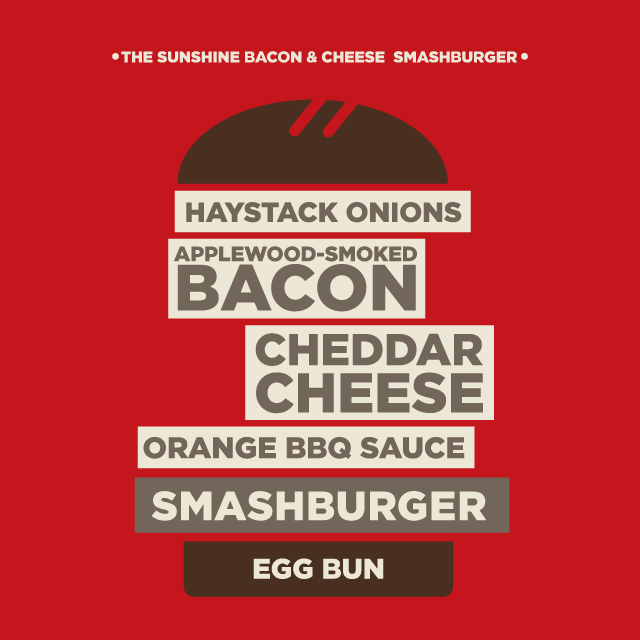 •THE SUNSHINE BACON & CHEESE SMASHBURGER•
HAYSTACK ONIONS
APPLEWOOD-SMOKED
BACON
CHEDDAR
CHEESE
ORANGE BBQ SAUCE
SMASHBURGER
EGG BUN